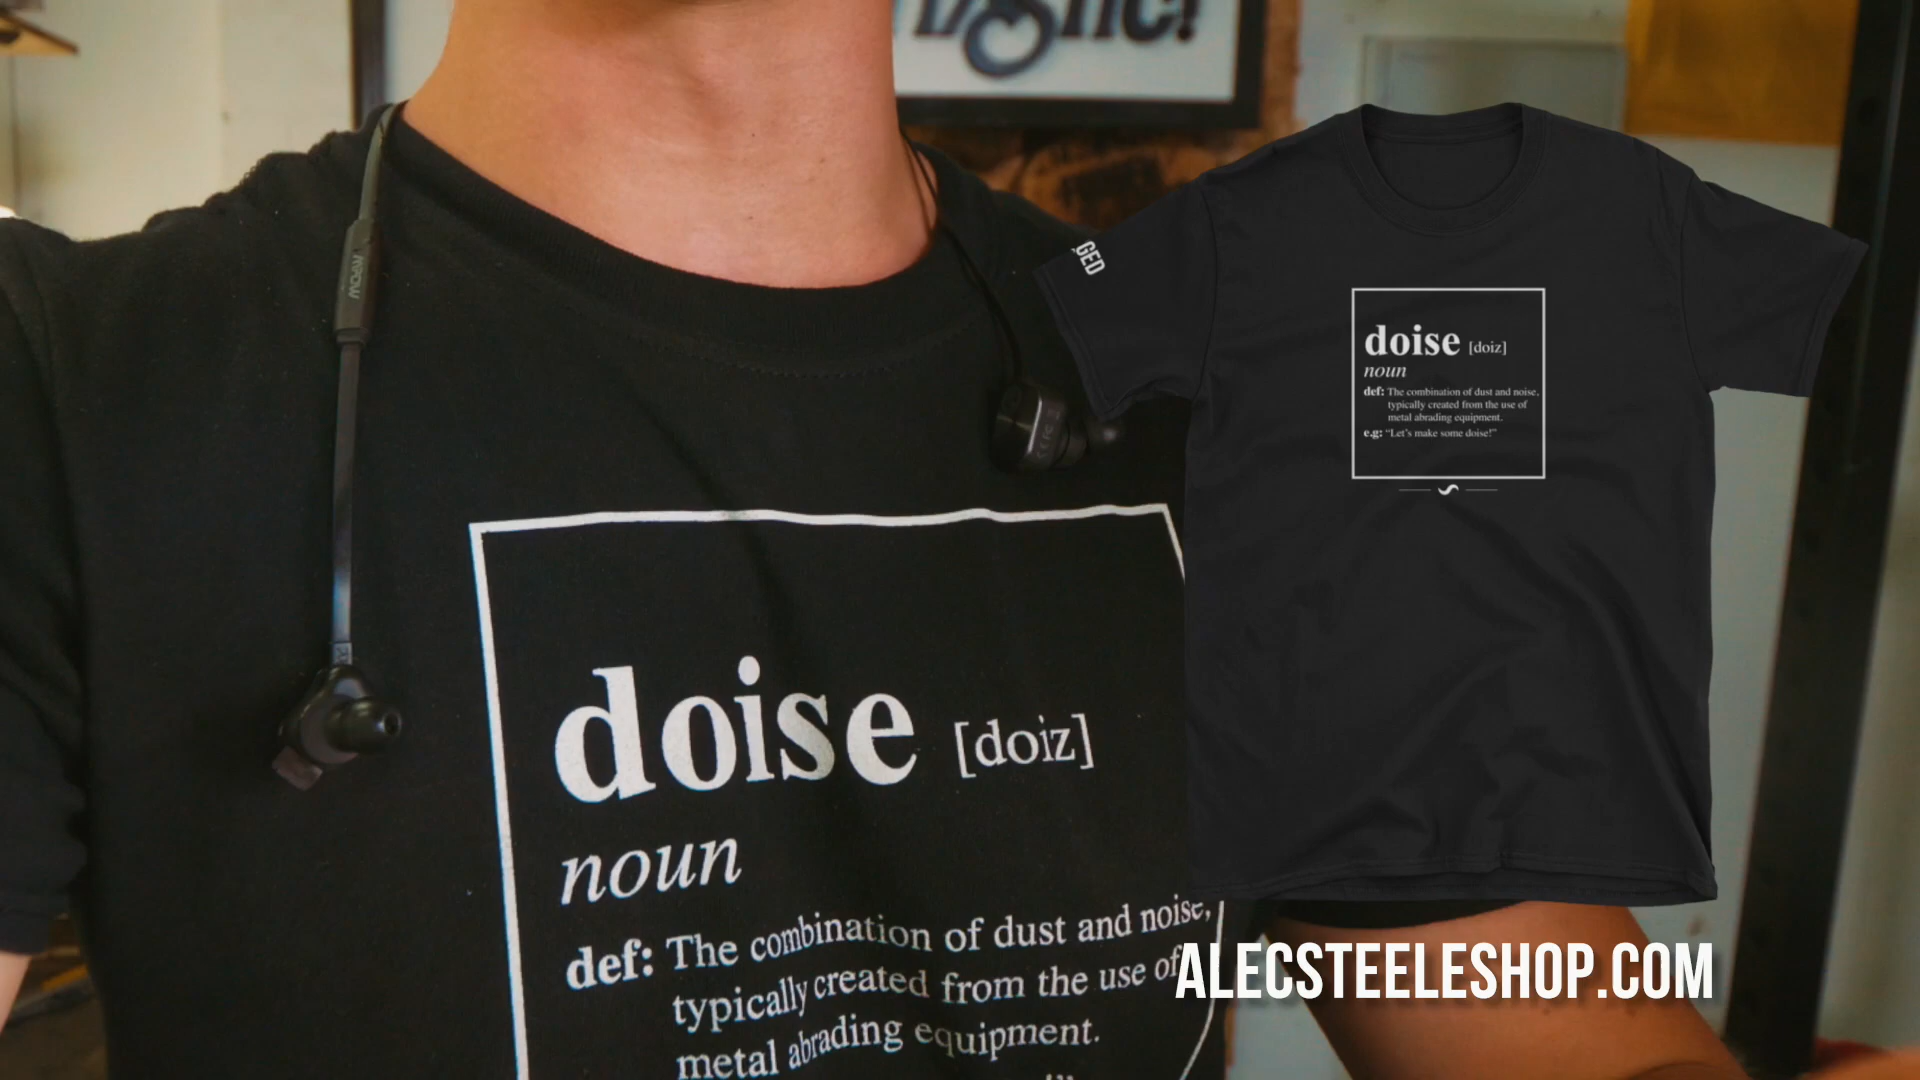 doise [doiz]
noun
def: The combination of dust and noise,
typically created from the use of
metal abrading equipment.
GED
doise [doiz]
noun
def: The combination of dust and noise,
typically created from the use of
metal abrading equipment.
e.g: “Let's make some doise!”
ALECSTEELESHOP.COM